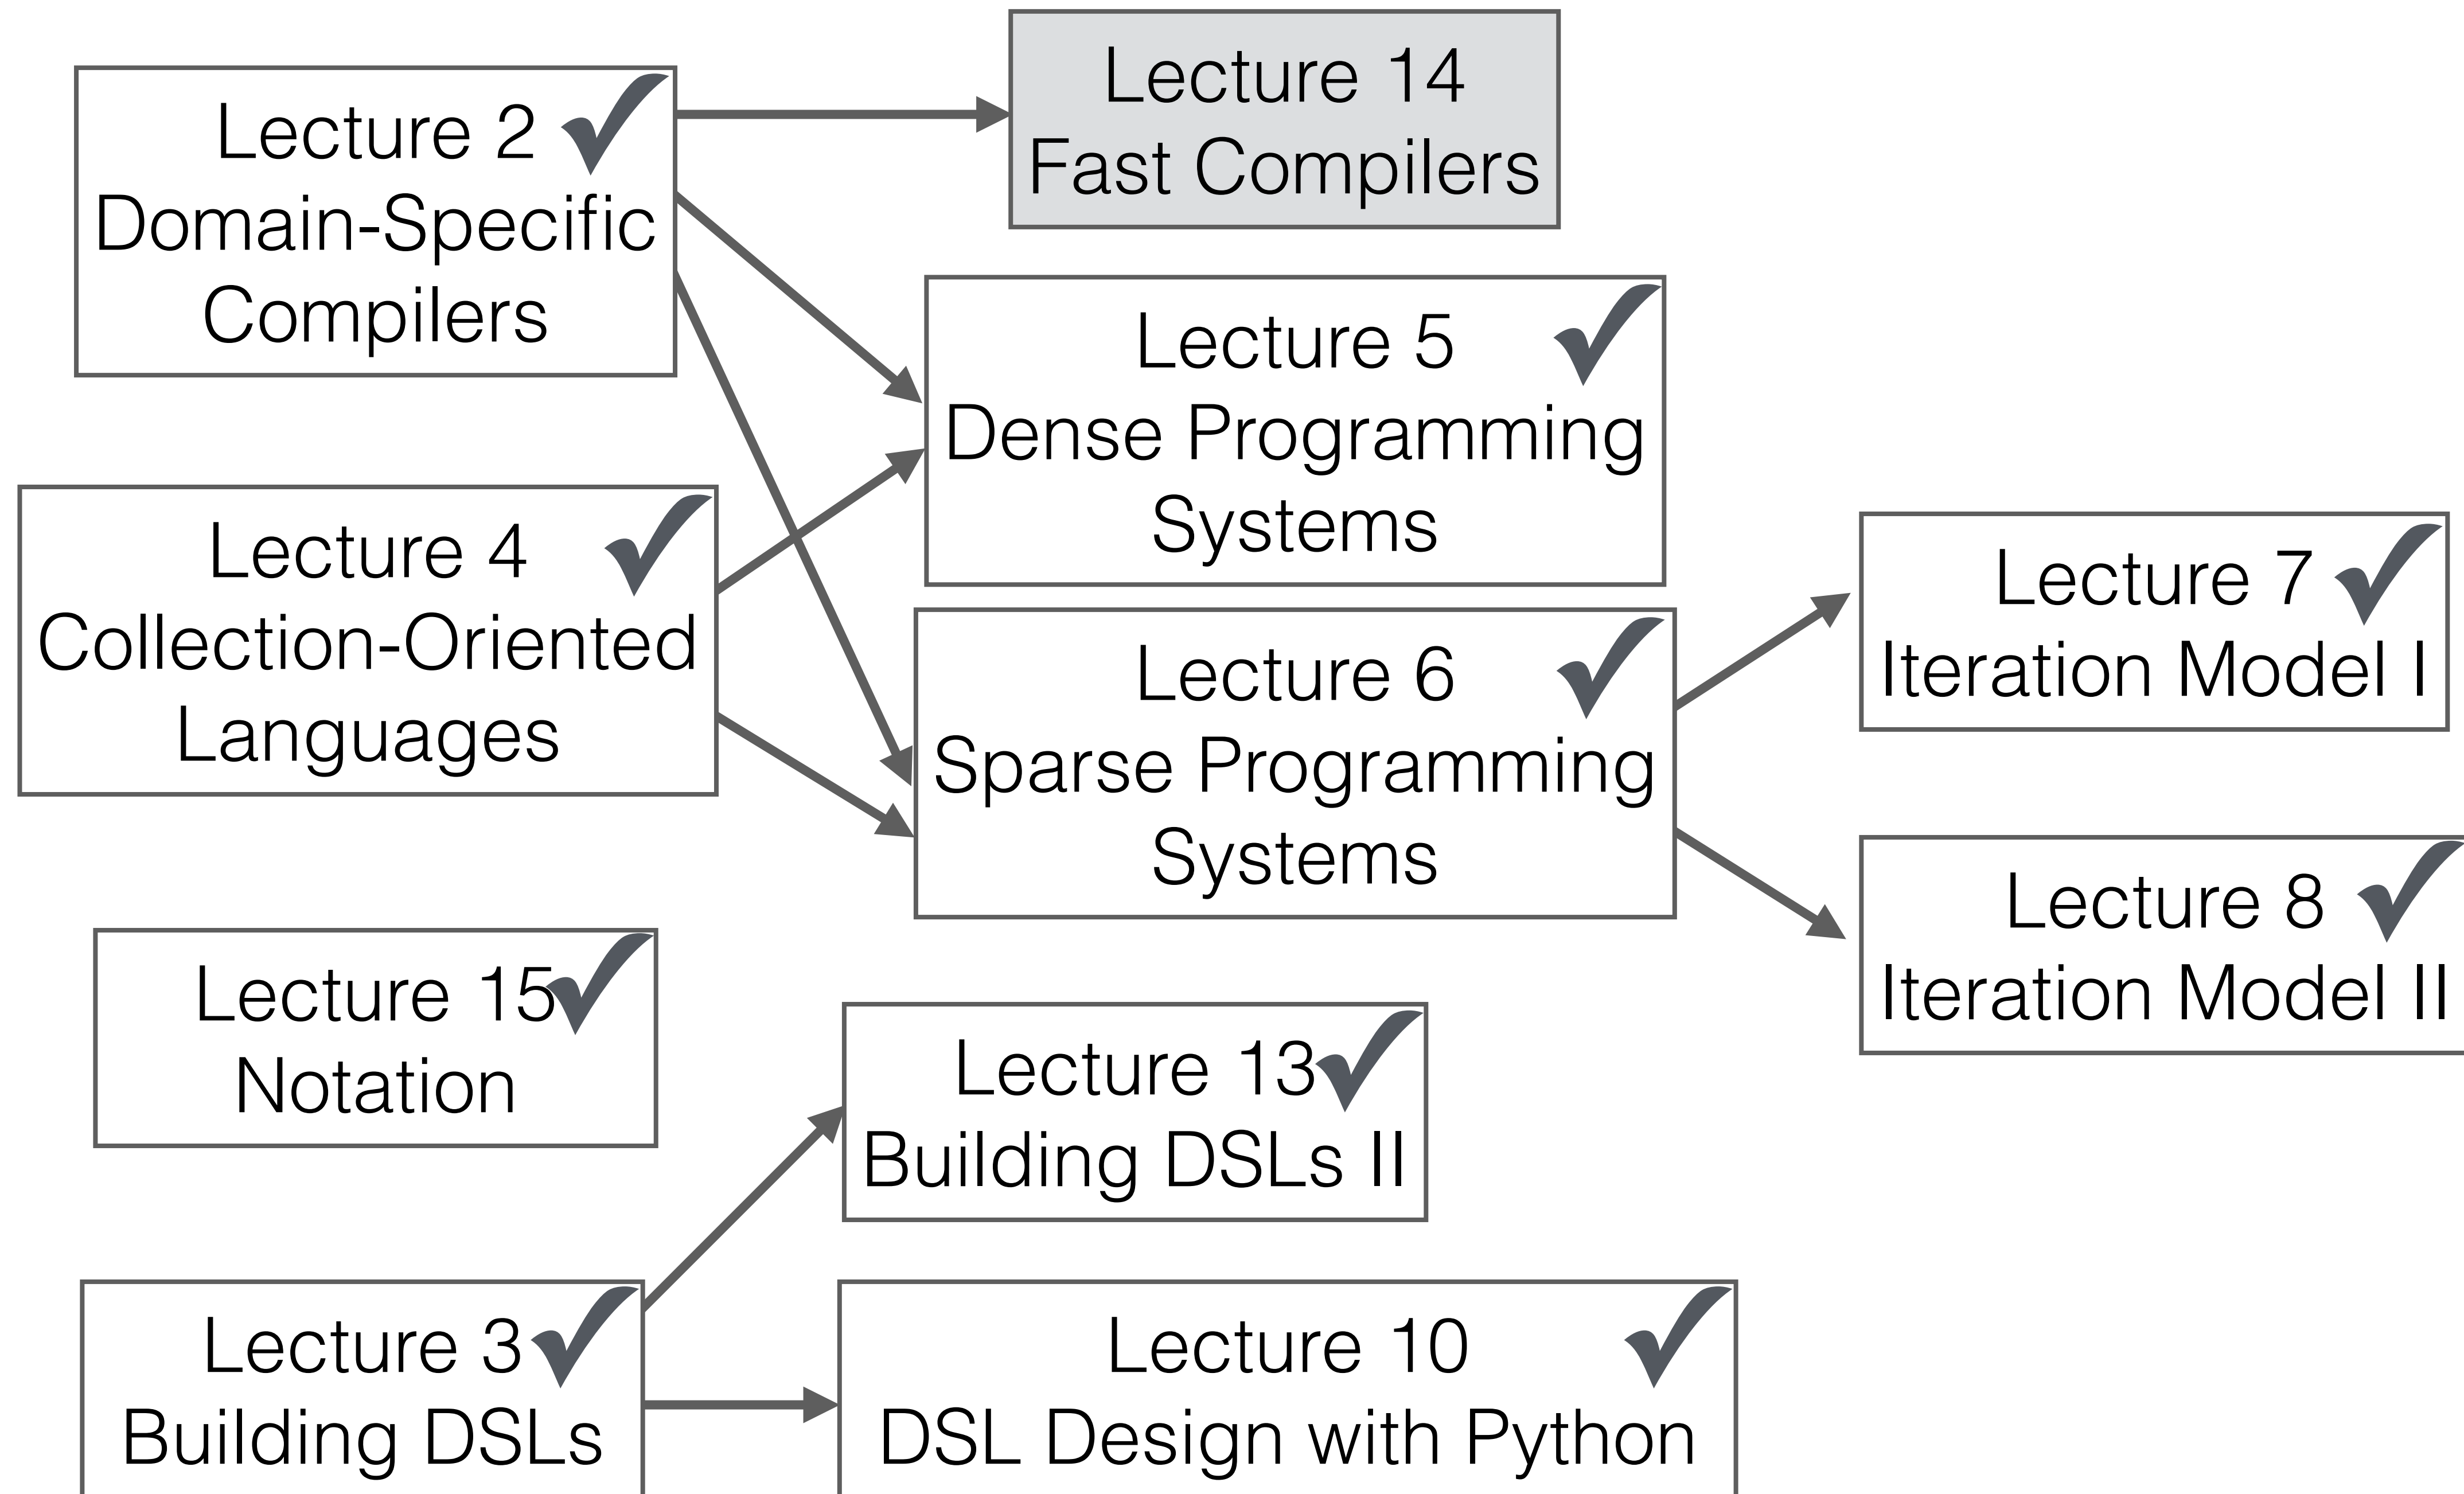 Lecture 14
Fast Compilers
Lecture 2
Domain-Specific
Compilers
Lecture 5
Dense Programming
Systems
Lecture 4
Collection-Oriented
Languages
Lecture 6
Sparse Programming
Systems
Lecture 7
Iteration Model I
Lecture 8
Iteration Model II
Lecture 15
Notation
Lecture 13
Building DSLs II
Lecture 3
Building DSLs
Lecture 10
DSL Design with Python